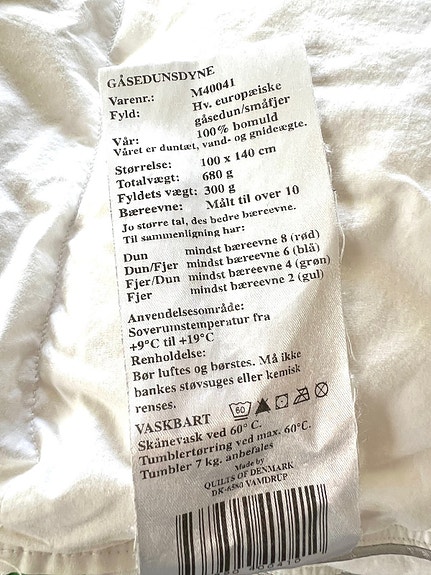 GÅSEDUNSDYNE
Varenr.: M40041
Fyld: Hv. europæiske
gåsedun/småfjer
Vår: 100% bomuld
Våret er duntæt, vand- og gnideægte.
Størrelse: 100 x 140 cm
Totalvægt: 680 g
Fyldets vægt: 300 g
Bæreevne: Målt til over 10
Jo større tal, des bedre bæreevne.
Til sammenligning har:
Dun mindst bæreevne 8 (rød)
Dun/Fjer mindst bæreevne 6 (blå)
Fjer/Dun mindst bæreevne 4 (grøn)
Fjer mindst bæreevne 2 (gul)
Anvendelsesområde:
Soverumstemperatur fra
+9°C til +19°C
Renholdelse:
Bør luftes og børstes. Må ikke
bankes støvsuges eller kemisk
renses.
VASKBART 60
Skånevask ved 60° C.
Tumblertørring ved max. 60°C.
Tumbler 7 kg. anbefales
Made by
QUILTS OF DENMARK
DK-6580 VAMDRUP